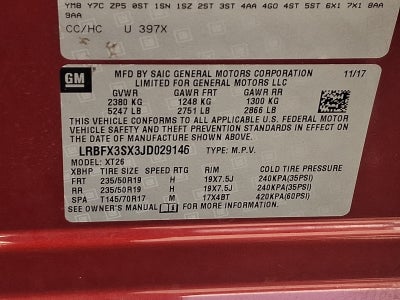 YMB Y7C ZP5 0ST 1SN 1SZ 2ST 3ST 4AA 4GO 4ST 5ST 6X1 7X1 8AA
9AA
CC/HC U 397X
GM
MFD BY SAIC GENERAL MOTORS CORPORATION 11/17
LIMITED FOR GENERAL MOTORS LLC
GVWR GAWR FRT GAWR RR
2380 KG 1248 KG 1300 KG
5247 LB 2751 LB 2866 LB
THIS VEHICLE CONFORMS TO ALL APPLICABLE U.S. FEDERAL MOTOR
VEHICLE SAFETY AND THEFT PREVENTION STANDARDS IN EFFECT ON
THE DATE OF MANUFACTURE SHOWN ABOVE.
LRBFX3SX3JD029146 TYPE: M.P.V.
MODEL: XT26
XBHP TIRE SIZE SPEED RTG RIM COLD TIRE PRESSURE
FRT 235/50R19 H 19X7.5J 240KPA(35PSI)
RR 235/50R19 H 19X7.5J 240KPA(35PSI)
SPA T145/70R17 M 17X4BT 420KPA(60PSI)
SEE OWNER'S MANUAL FOR MORE INFORMATION.